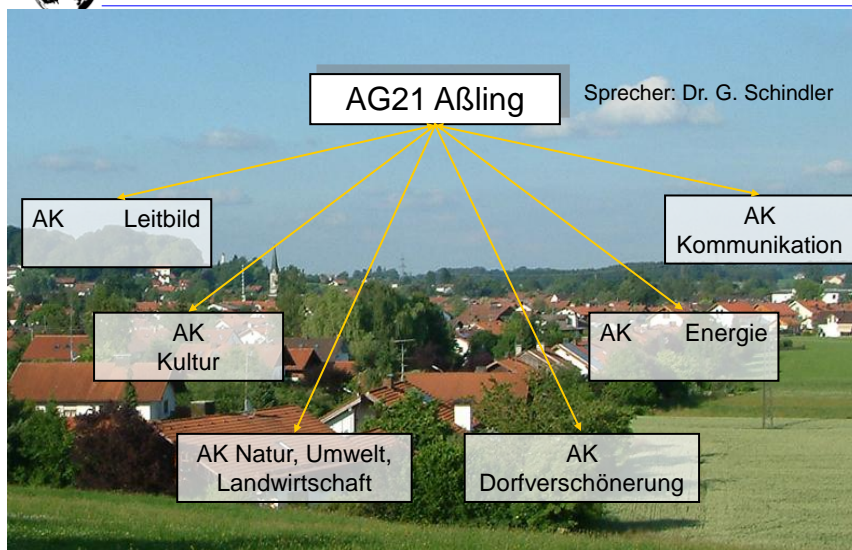 AG21 Aßling
Sprecher: Dr. G. Schindler
AK Leitbild
AK
Kommunikation
AK
Kultur
AK Energie
AK Natur, Umwelt,
Landwirtschaft
AK
Dorfverschönerung